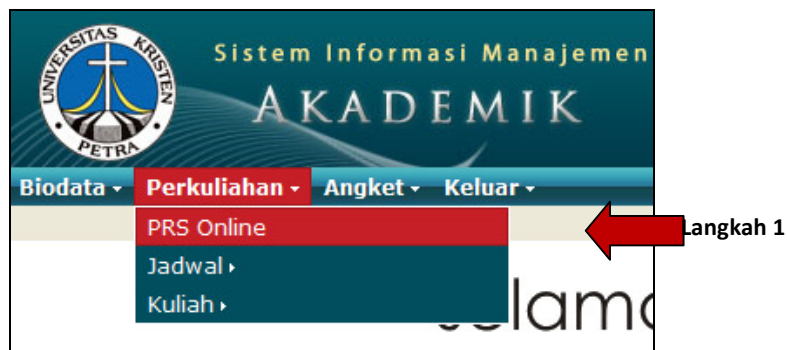 UNIVERSITAS KRISTEN PETRA
Sistem Informasi Manajemen
AKADEMIK
Biodata Perkuliahan Angket Keluar
PRS Online
Langkah 1
Jadwal
Kuliah